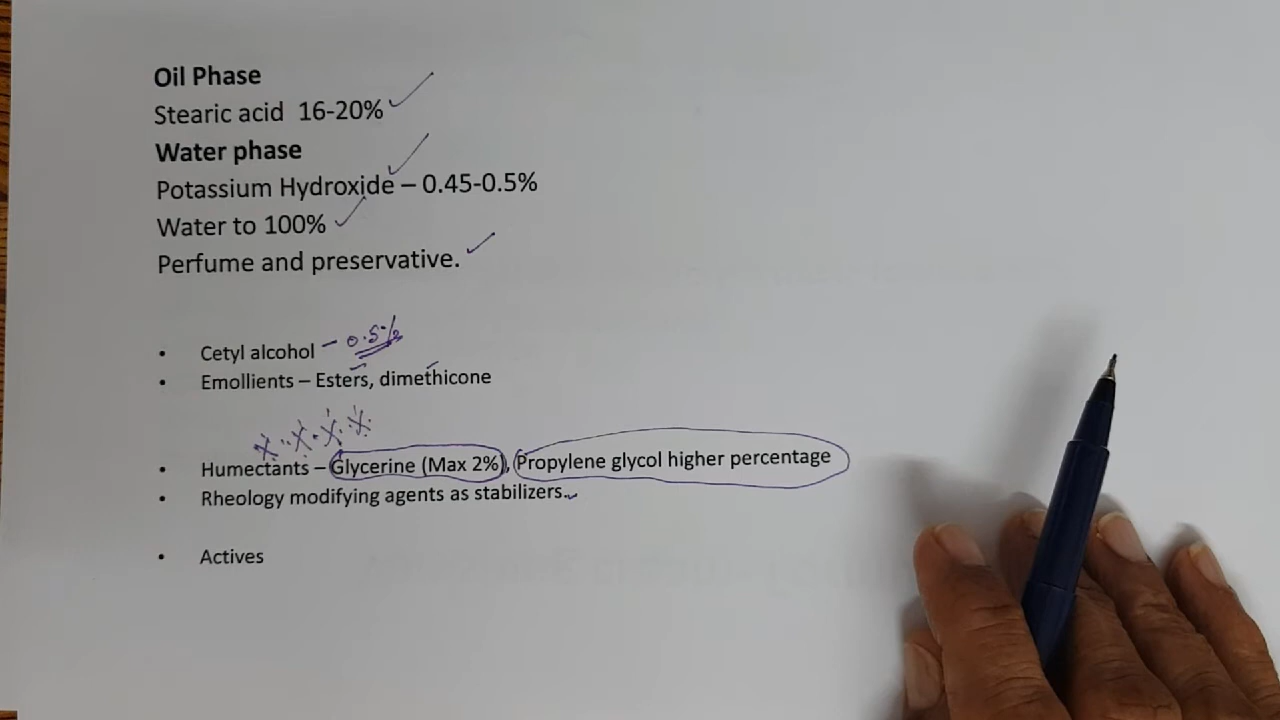 Oil Phase
Stearic acid 16-20%
Water phase
Potassium Hydroxide – 0.45-0.5%
Water to 100%
Perfume and preservative.
• Cetyl alcohol – 0.5%
• Emollients – Esters, dimethicone
• Humectants – Glycerine (Max 2%), Propylene glycol higher percentage
• Rheology modifying agents as stabilizers.
• Actives